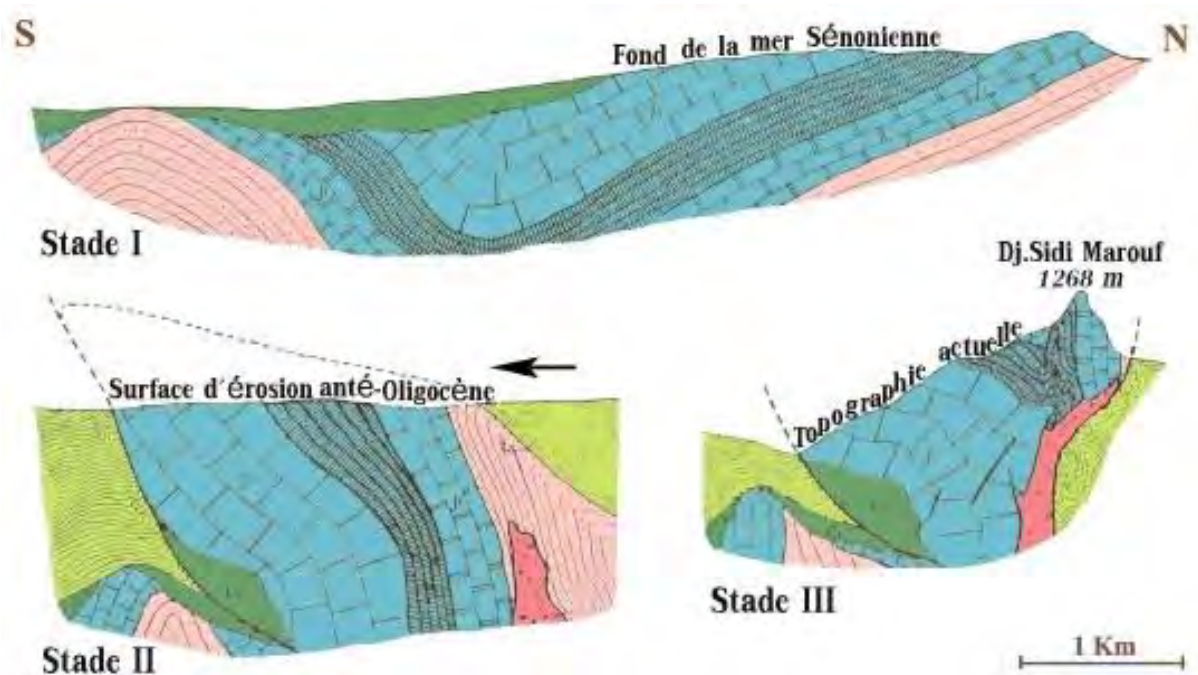 S
N
Fond de la mer Sénonienne
Stade I
Dj.Sidi Marouf
1268 m
Surface d'érosion anté-Oligocène
Topographie actuelle
Stade III
Stade II
1 Km